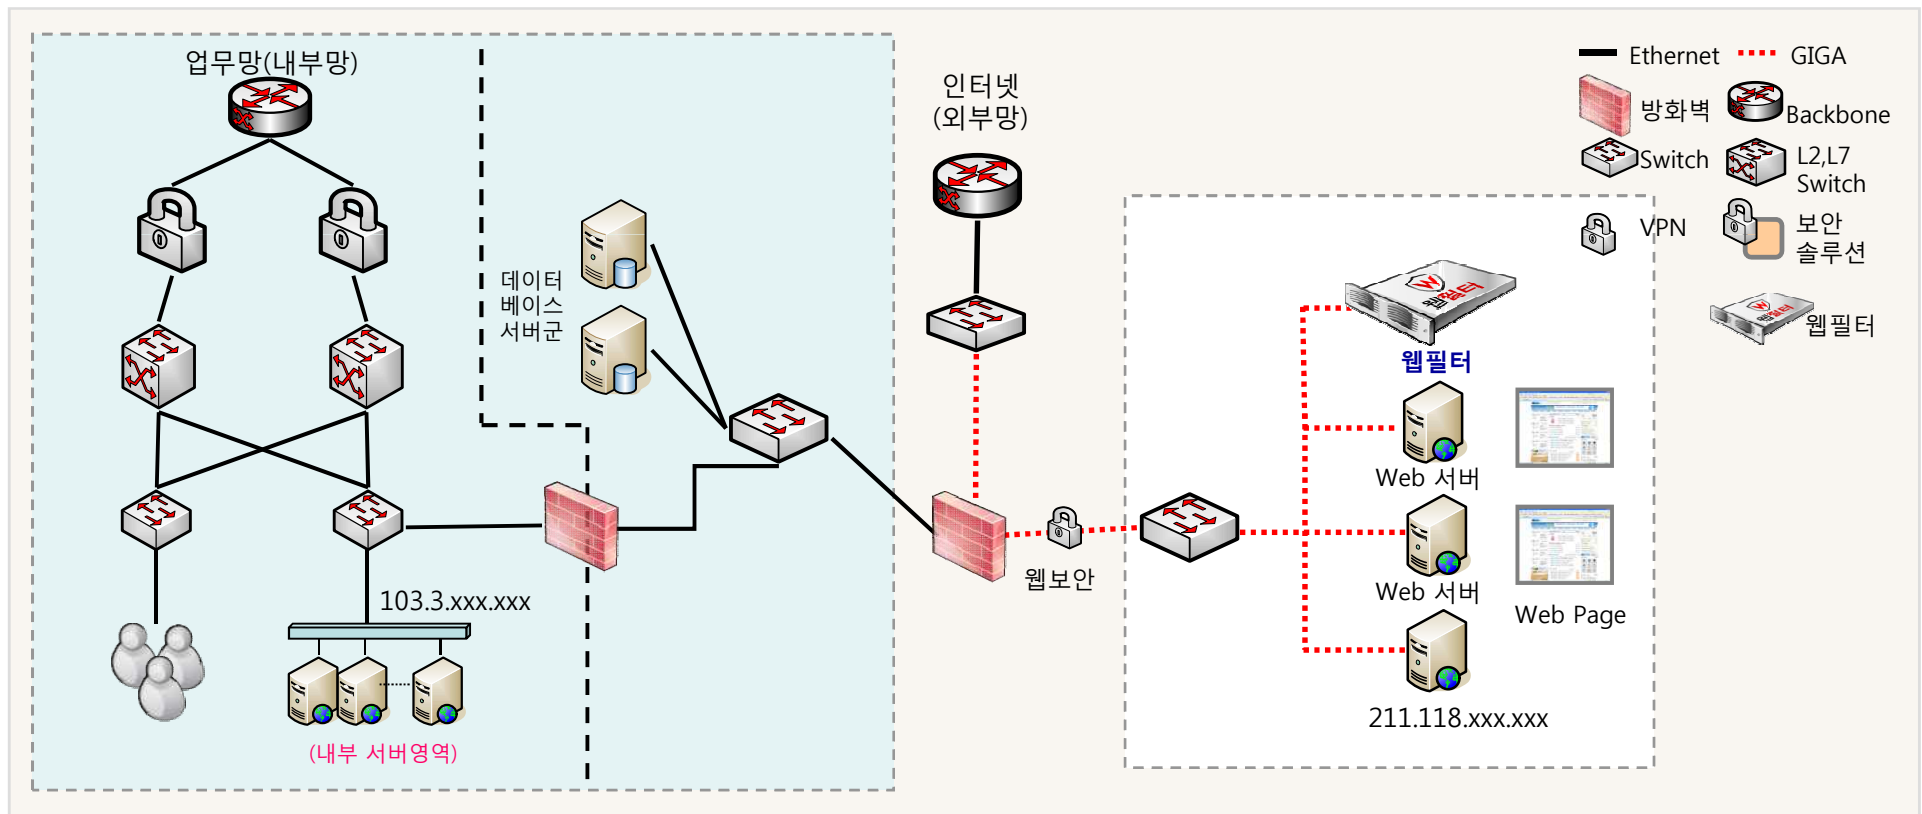 업무망(내부망)
인터넷
(외부망)
Ethernet
GIGA
방화벽
Backbone
Switch
L2,L7
Switch
VPN
보안
솔루션
웹필터
데이터
베이스
서버군
웹필터
Web 서버
Web 서버
Web Page
웹보안
103.3.xxx.xxx
(내부 서버영역)
211.118.xxx.xxx